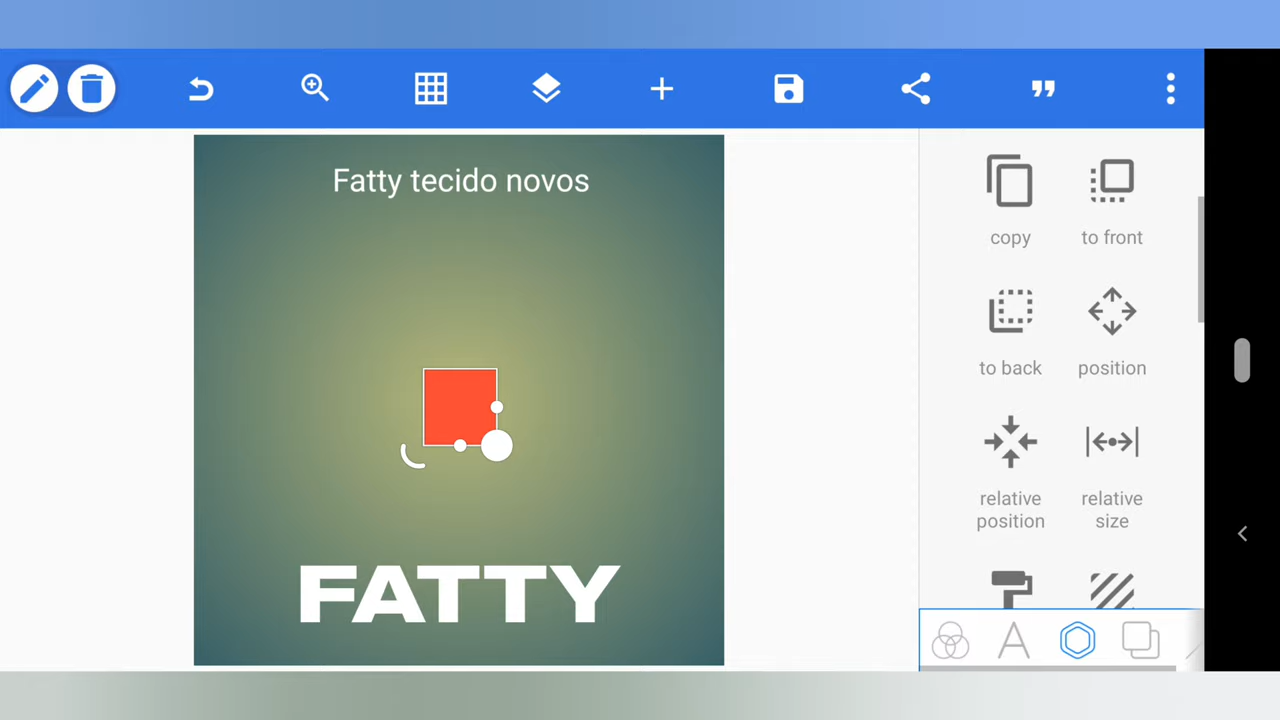 Fatty tecido novos
FATTY
copy
to front
to back
position
relative
position
relative
size